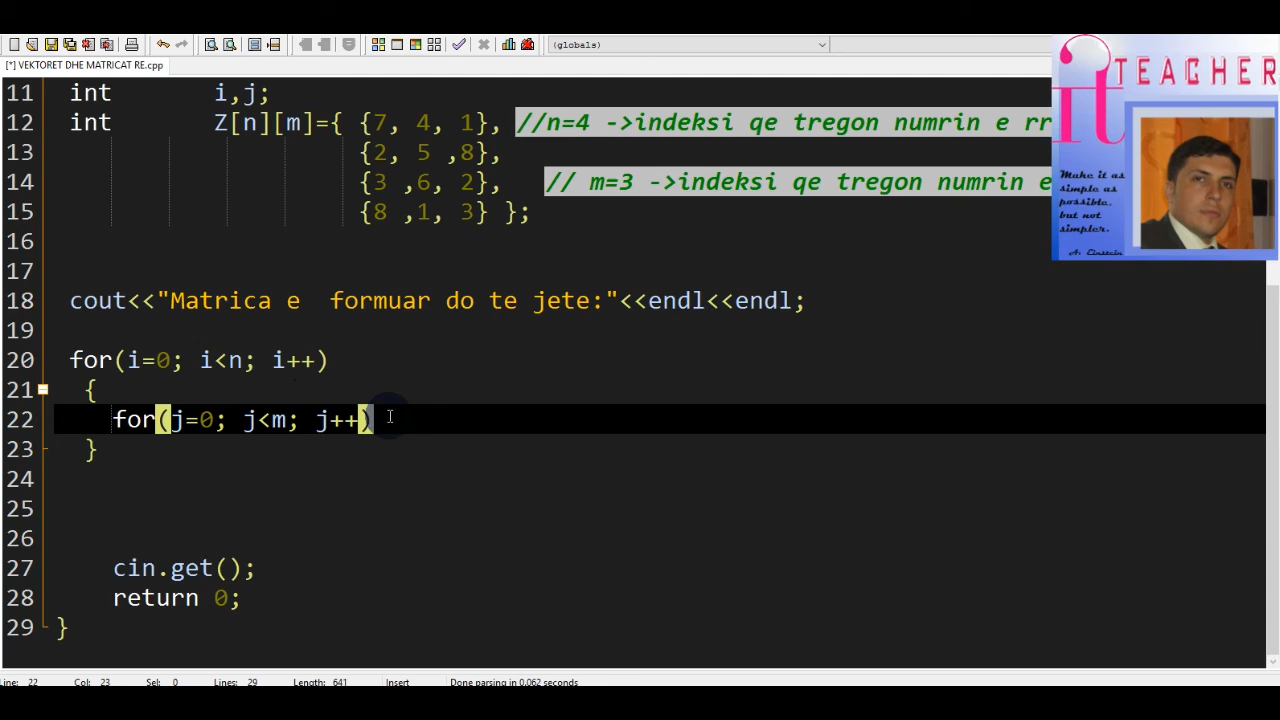 (globals)
[*] VEKTORET DHE MATRICAT RE.cpp
11 int i,j;
12 int Z[n][m]={ {7, 4, 1}, //n=4 ->indeksi qe tregon numrin e rr
13 {2, 5 ,8},
14 {3 ,6, 2}, // m=3 ->indeksi qe tregon numrin e
15 {8 ,1, 3} };
16
17
18 cout<<"Matrica e formuar do te jete:"<<endl<<endl;
19
20 for(i=0; i<n; i++)
21 {
22 for(j=0; j<m; j++)
23 }
24
25
26
27 cin.get();
28 return 0;
29 }
it TEACHER
Make it as
simple as
possible,
but not
simpler.
A. Einstein
Line: 22 Col: 23 Sel: 0 Lines: 29 Length: 641 Insert Done parsing in 0.062 seconds